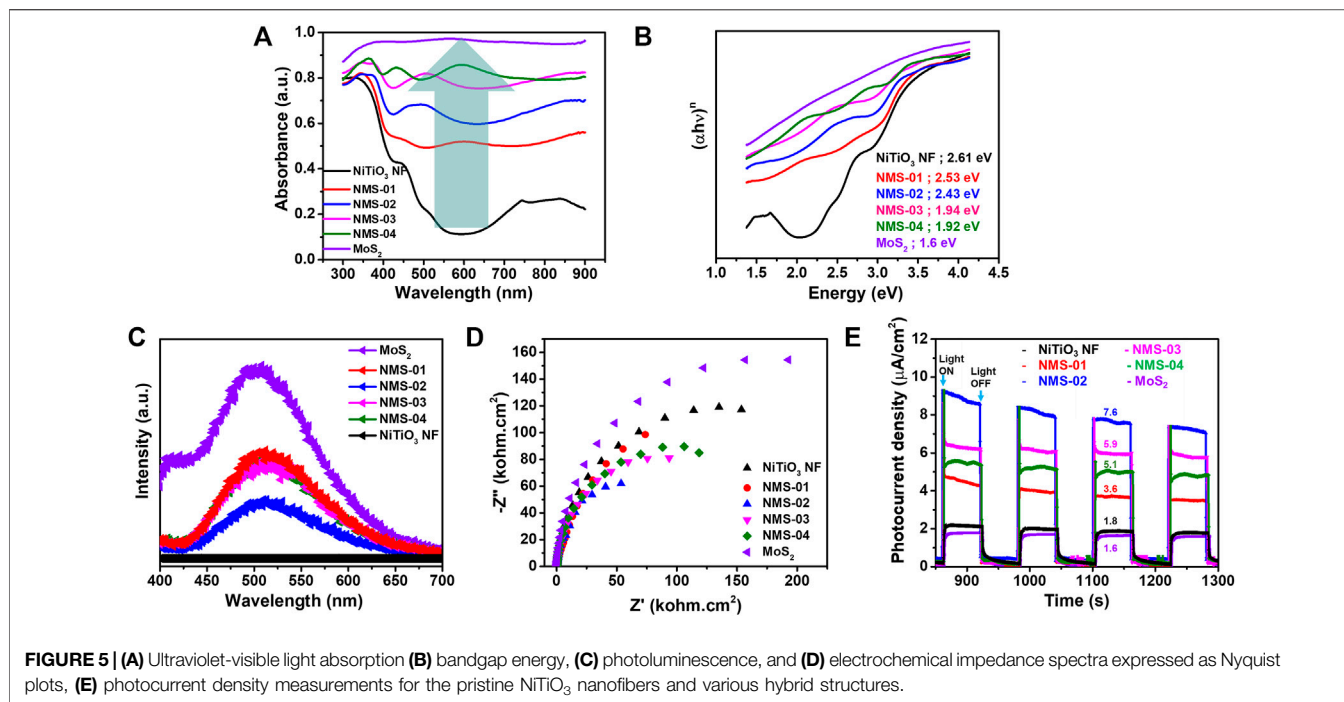 A
Absorbance (a.u.)
1.0
0.8
0.6
0.4
0.2
0.0
NiTiO₃ NF
NMS-01
NMS-02
NMS-03
NMS-04
MoS₂
300 400 500 600 700 800 900
Wavelength (nm)
B
(αhν)ⁿ
NiTiO₃ NF ; 2.61 eV
NMS-01 ; 2.53 eV
NMS-02 ; 2.43 eV
NMS-03 ; 1.94 eV
NMS-04 ; 1.92 eV
MoS₂ ; 1.6 eV
1.0 1.5 2.0 2.5 3.0 3.5 4.0 4.5
Energy (eV)
C
Intensity (a.u.)
MoS₂
NMS-01
NMS-02
NMS-03
NMS-04
NiTiO₃ NF
400 450 500 550 600 650 700
Wavelength (nm)
D
-Z'' (kohm.cm²)
160
140
120
100
80
60
40
20
0
NiTiO₃ NF
NMS-01
NMS-02
NMS-03
NMS-04
MoS₂
0 50 100 150 200
Z' (kohm.cm²)
E
Photocurrent density (μA/cm²)
12
10
8
6
4
2
0
NiTiO₃ NF
NMS-01
NMS-02
NMS-03
NMS-04
MoS₂
Light
ON
Light
OFF
7.6
5.9
5.1
3.6
1.8
1.6
900 1000 1100 1200 1300
Time (s)
FIGURE 5 | (A) Ultraviolet-visible light absorption (B) bandgap energy, (C) photoluminescence, and (D) electrochemical impedance spectra expressed as Nyquist
plots, (E) photocurrent density measurements for the pristine NiTiO₃ nanofibers and various hybrid structures.